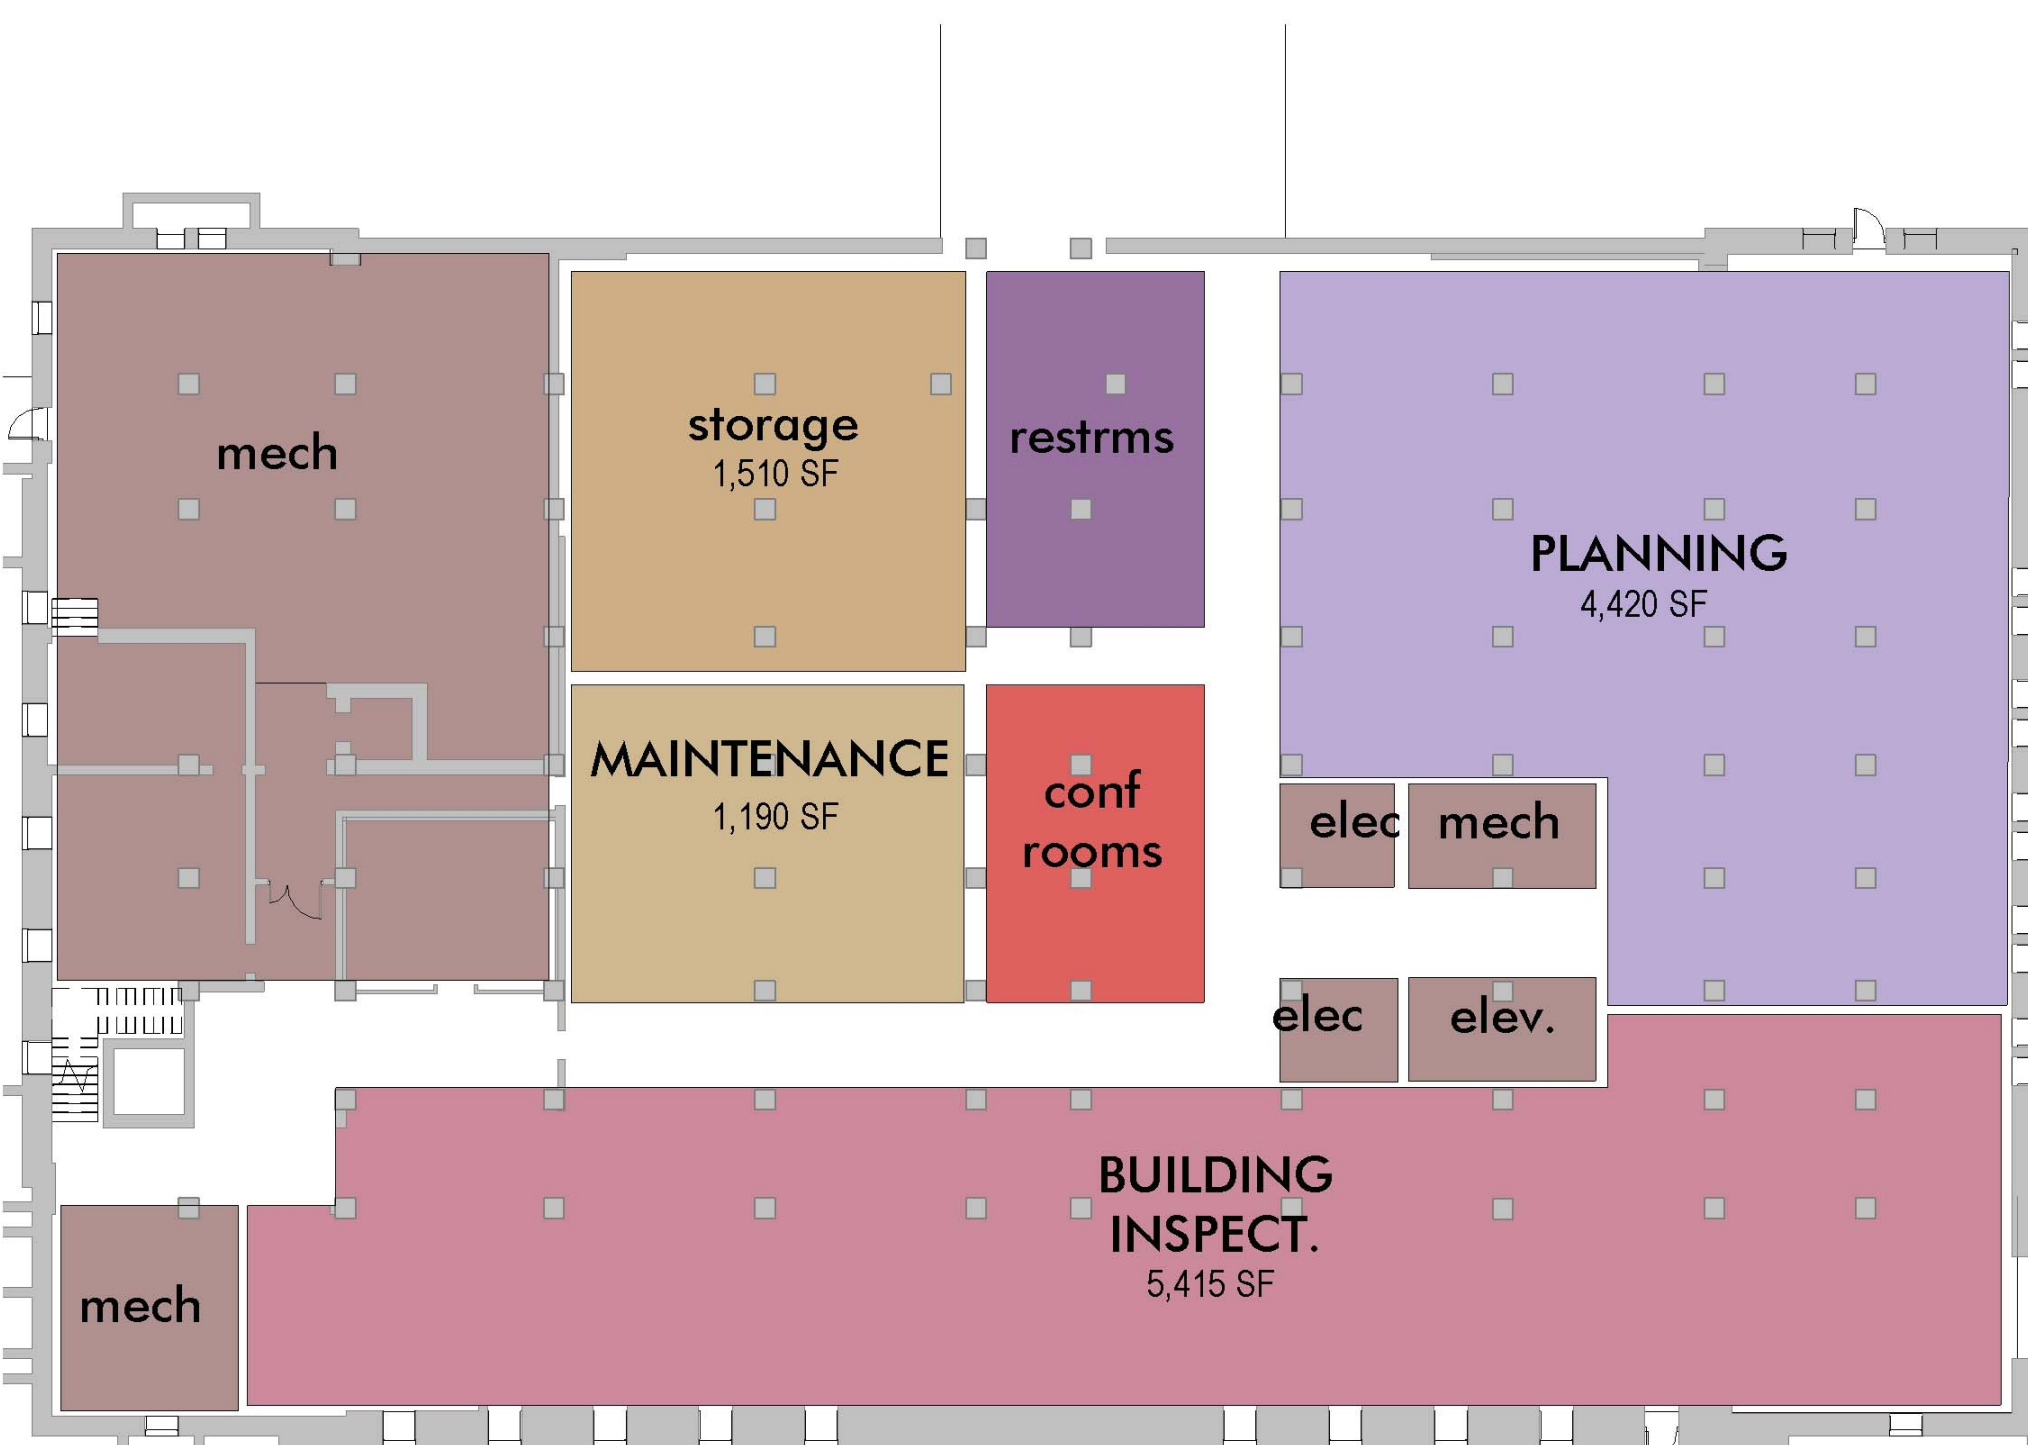 mech
storage
1,510 SF
restrms
PLANNING
4,420 SF
MAINTENANCE
1,190 SF
conf
rooms
elec
mech
elec
elev.
BUILDING
INSPECT.
5,415 SF
mech